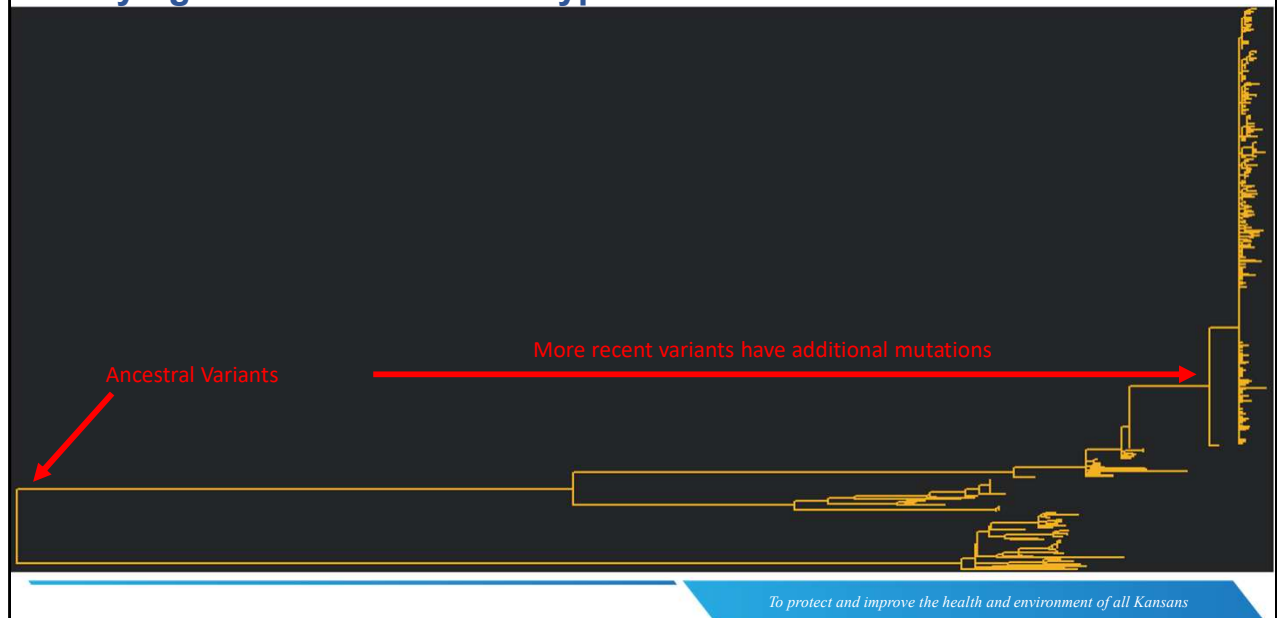 More recent variants have additional mutations
Ancestral Variants
To protect and improve the health and environment of all Kansans